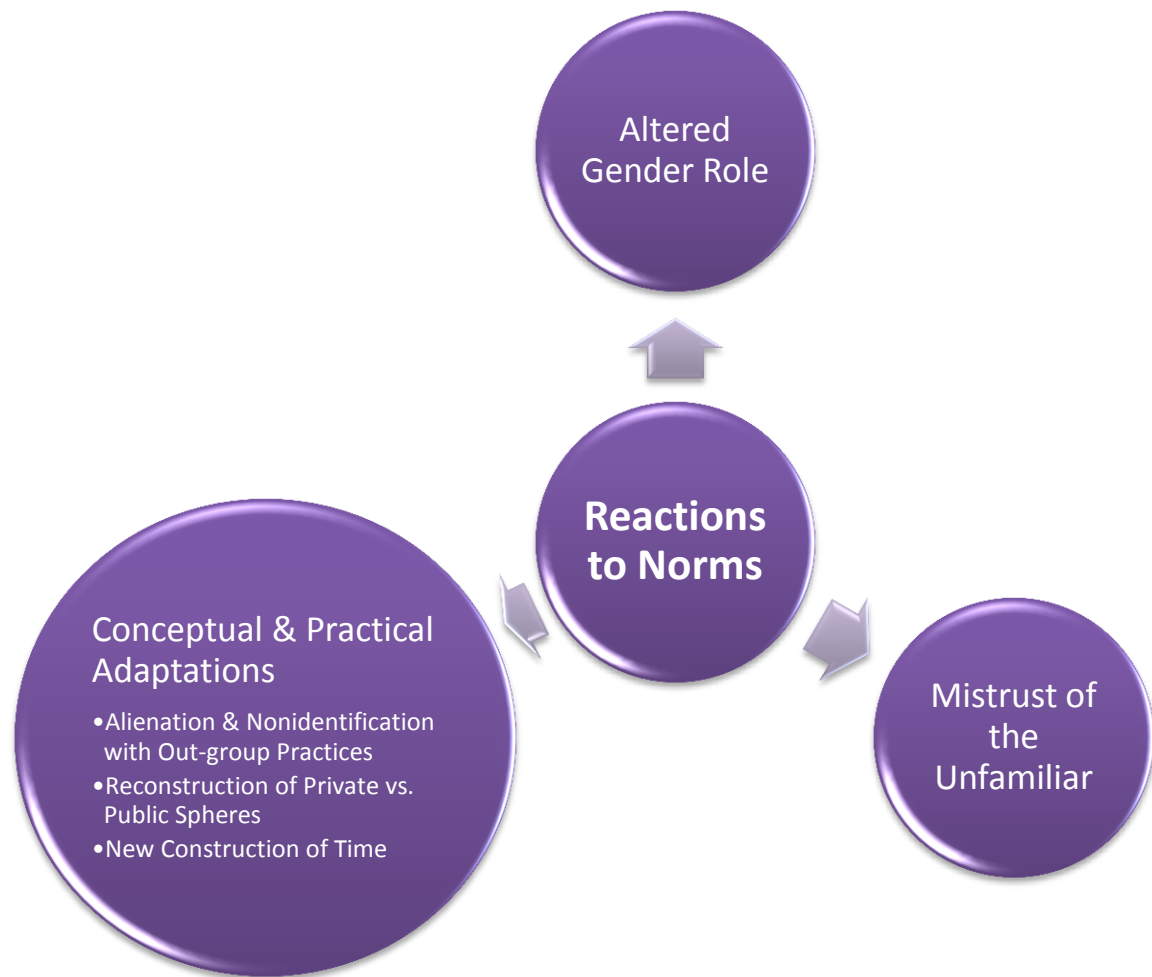 Altered
Gender Role
Reactions
to Norms
Conceptual & Practical
Adaptations
•Alienation & Nonidentification
with Out-group Practices
•Reconstruction of Private vs.
Public Spheres
•New Construction of Time
Mistrust of
the
Unfamiliar